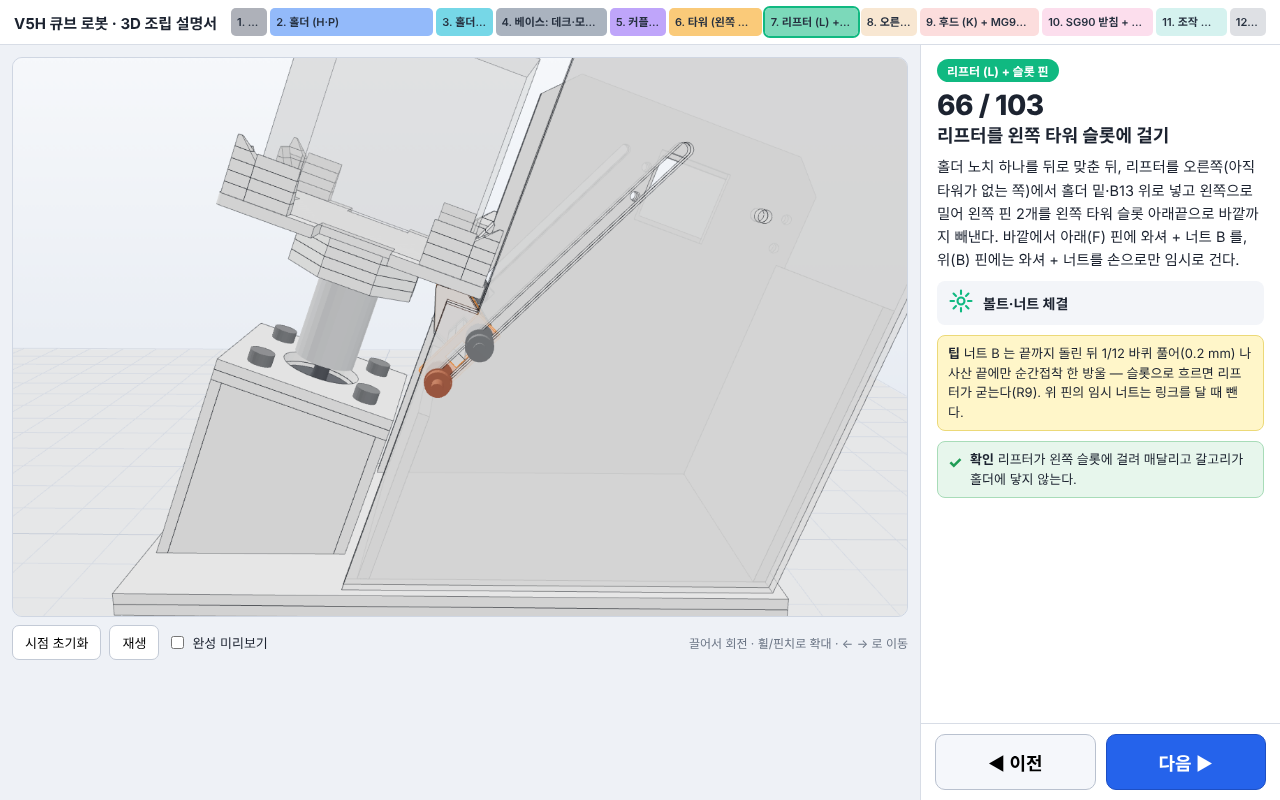 V5H 큐브 로봇 · 3D 조립 설명서
1. ...
2. 홀더 (H·P)
3. 홀더...
4. 베이스: 데크·모...
5. 커플...
6. 타워 (왼쪽 ...
7. 리프터 (L) +...
8. 오른...
9. 후드 (K) + MG9...
10. SG90 받침 + ...
11. 조작 ...
12...
리프터 (L) + 슬롯 핀
66 / 103
리프터를 왼쪽 타워 슬롯에 걸기
홀더 노치 하나를 뒤로 맞춘 뒤, 리프터를 오른쪽(아직
타워가 없는 쪽)에서 홀더 밑·B13 위로 넣고 왼쪽으로
밀어 왼쪽 핀 2개를 왼쪽 타워 슬롯 아래끝으로 바깥까
지 빼낸다. 바깥에서 아래(F) 핀에 와셔 + 너트 B 를,
위(B) 핀에는 와셔 + 너트를 손으로만 임시로 건다.
볼트·너트 체결
팁 너트 B 는 끝까지 돌린 뒤 1/12 바퀴 풀어(0.2 mm) 나
사산 끝에만 순간접착 한 방울 — 슬롯으로 흐르면 리프
터가 굳는다(R9). 위 핀의 임시 너트는 링크를 달 때 뺀
다.
확인 리프터가 왼쪽 슬롯에 걸려 매달리고 갈고리가
홀더에 닿지 않는다.
시점 초기화
재생
완성 미리보기
끌어서 회전 · 휠/핀치로 확대 · ← → 로 이동
◀ 이전
다음 ▶